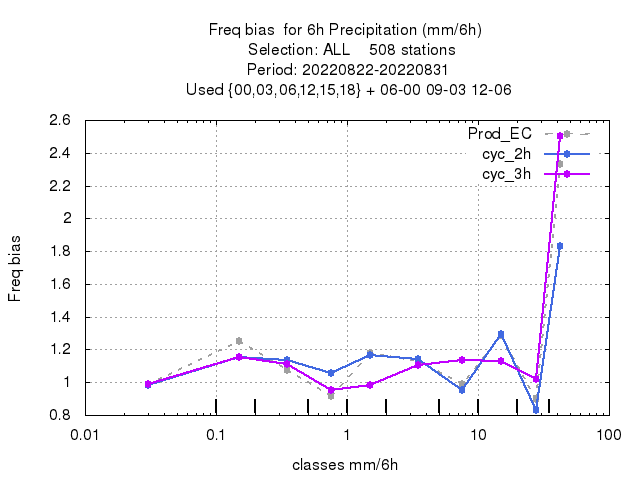 Freq bias  for 6h Precipitation (mm/6h)
Selection: ALL    508 stations
Period: 20220822-20220831
Used {00,03,06,12,15,18} + 06-00 09-03 12-06
Prod_EC
cyc_2h
cyc_3h
2.6
2.4
2.2
2
1.8
1.6
1.4
1.2
1
0.8
Freq bias
0.01 0.1 1 10 100
classes mm/6h